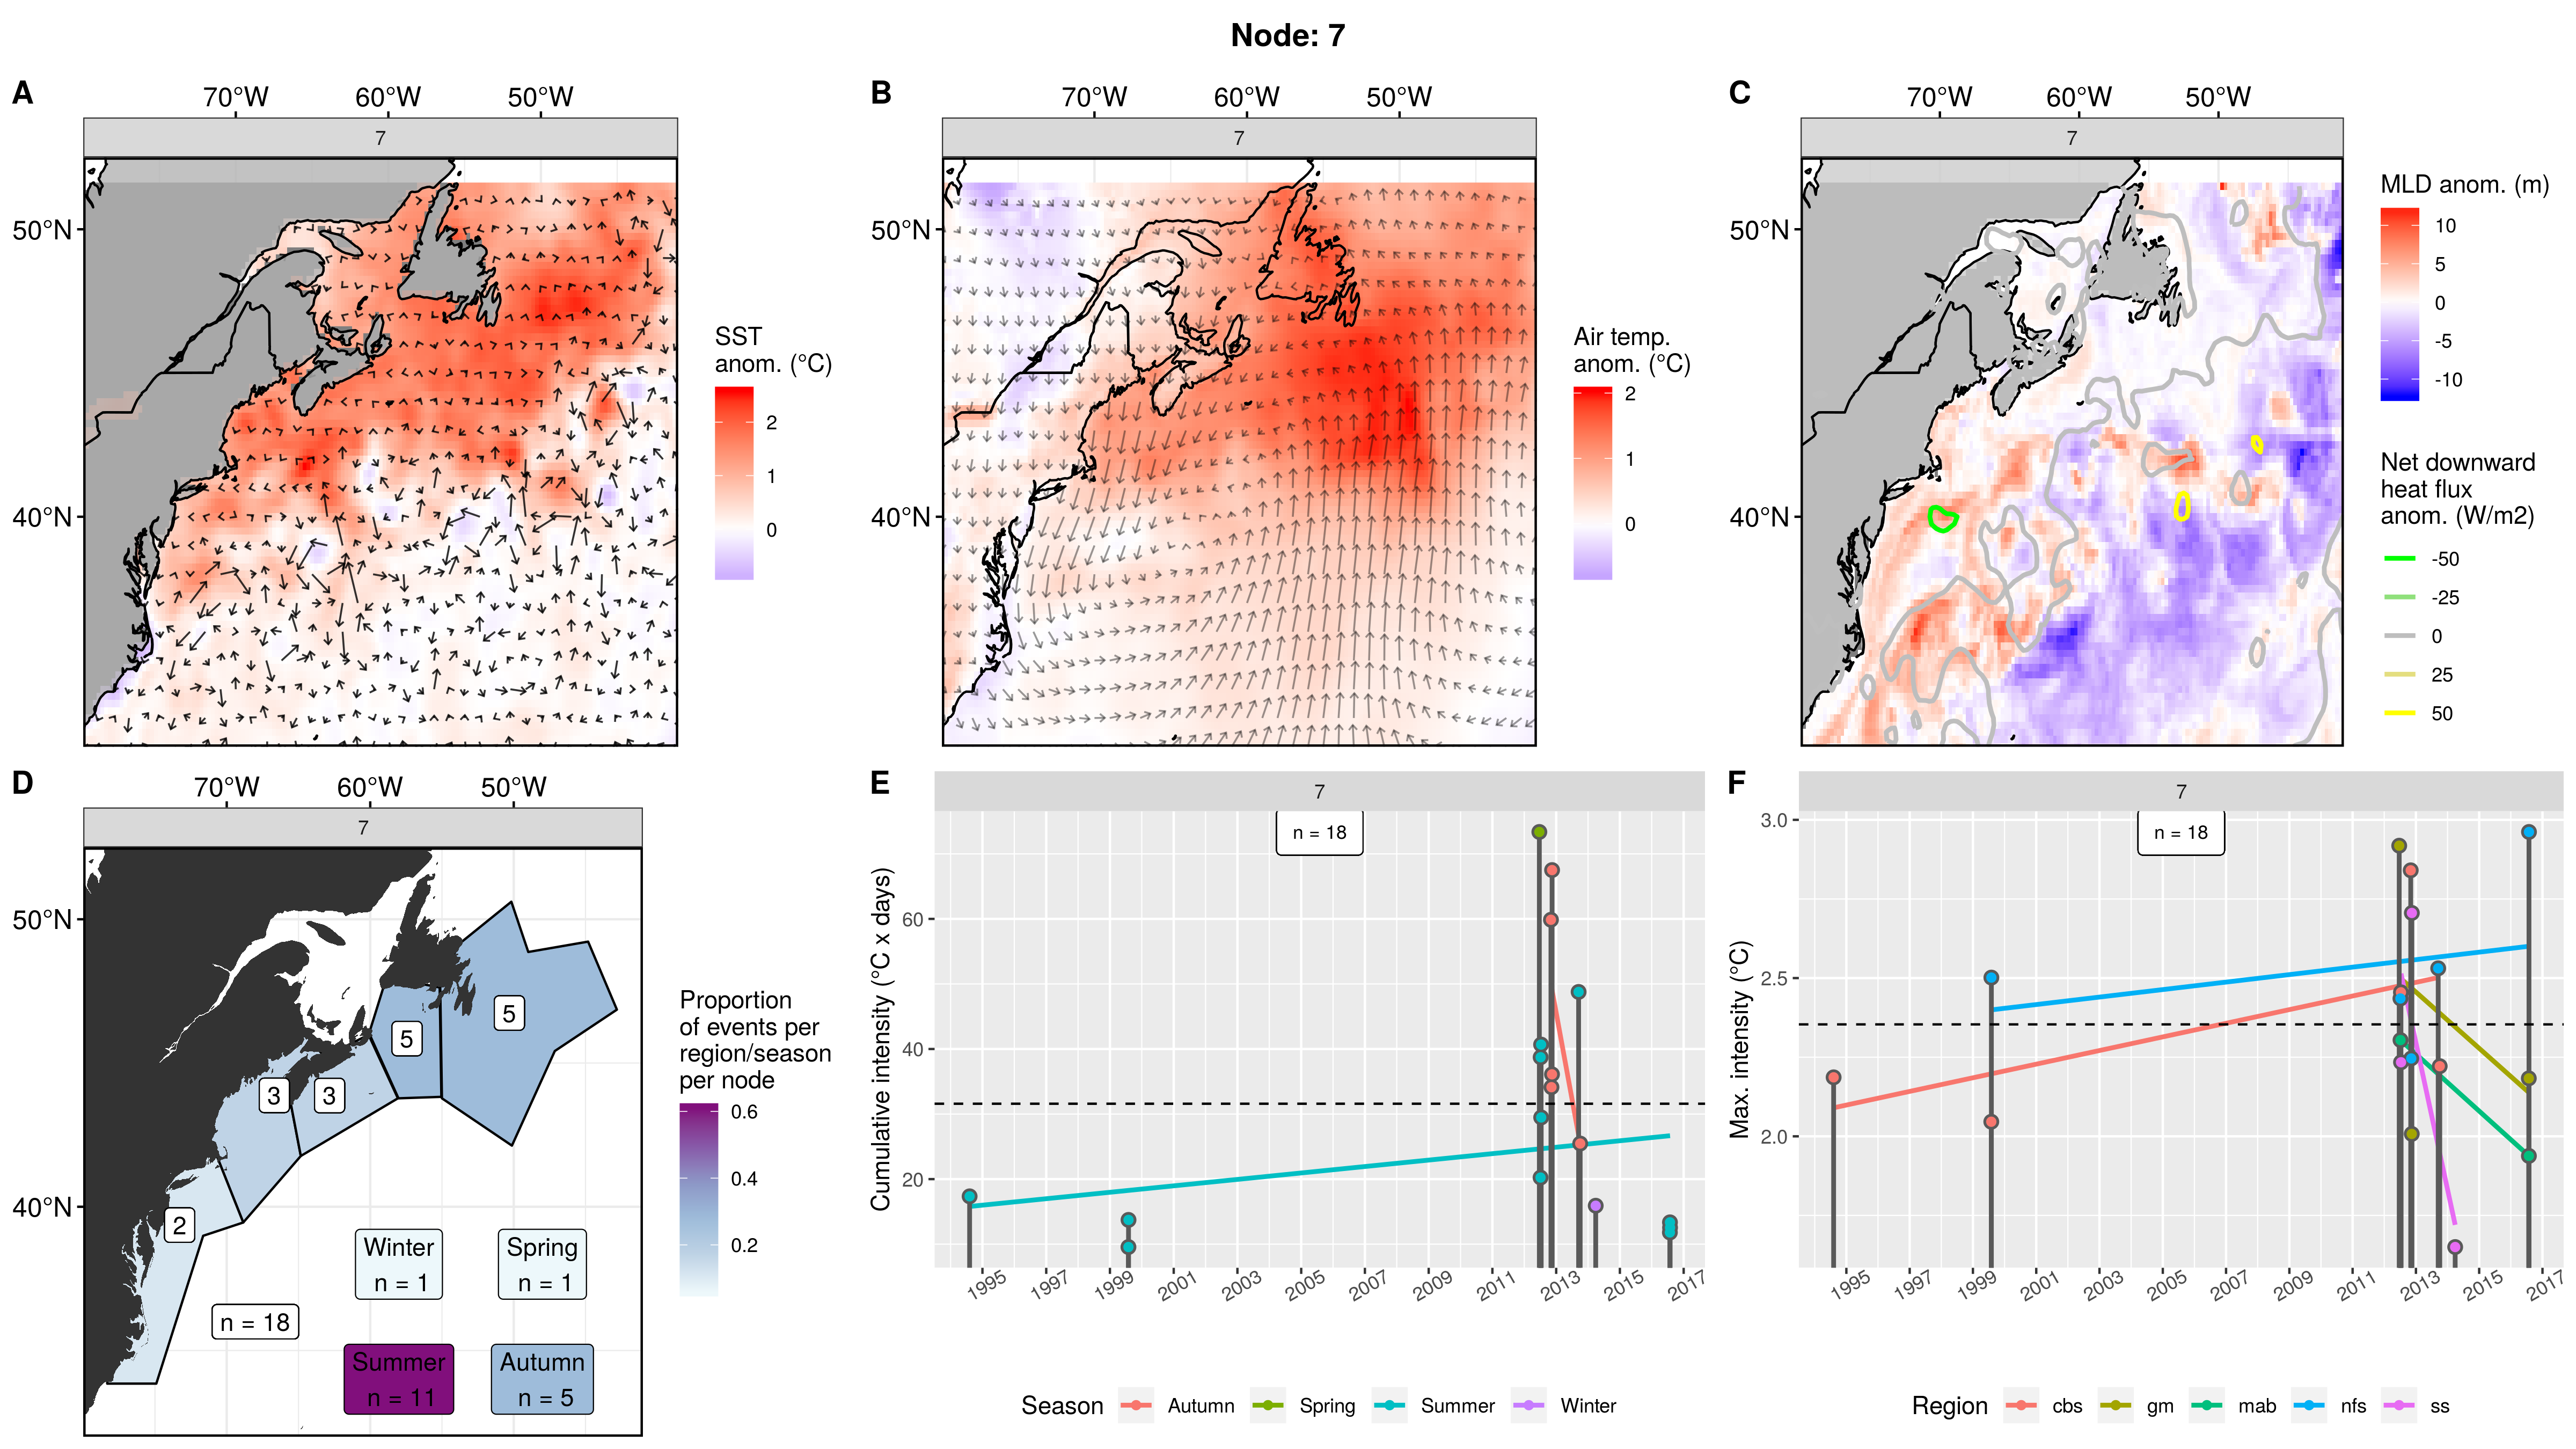 Node: 7
A
70°W 60°W 50°W
7
50°N
40°N
SST
anom. (°C)
2
1
0
B
70°W 60°W 50°W
7
50°N
40°N
Air temp.
anom. (°C)
2
1
0
C
70°W 60°W 50°W
7
50°N
40°N
MLD anom. (m)
10
5
0
-5
-10
Net downward
heat flux
anom. (W/m2)
-50
-25
0
25
50
D
70°W 60°W 50°W
7
50°N
40°N
5
5
3
3
2
Winter
n = 1
Spring
n = 1
n = 18
Summer
n = 11
Autumn
n = 5
Proportion
of events per
region/season
per node
0.6
0.4
0.2
E
7
n = 18
Cumulative intensity (°C x days)
60
40
20
1995 1997 1999 2001 2003 2005 2007 2009 2011 2013 2015 2017
Season Autumn Spring Summer Winter
F
7
n = 18
Max. intensity (°C)
3.0
2.5
2.0
1995 1997 1999 2001 2003 2005 2007 2009 2011 2013 2015 2017
Region cbs gm mab nfs ss